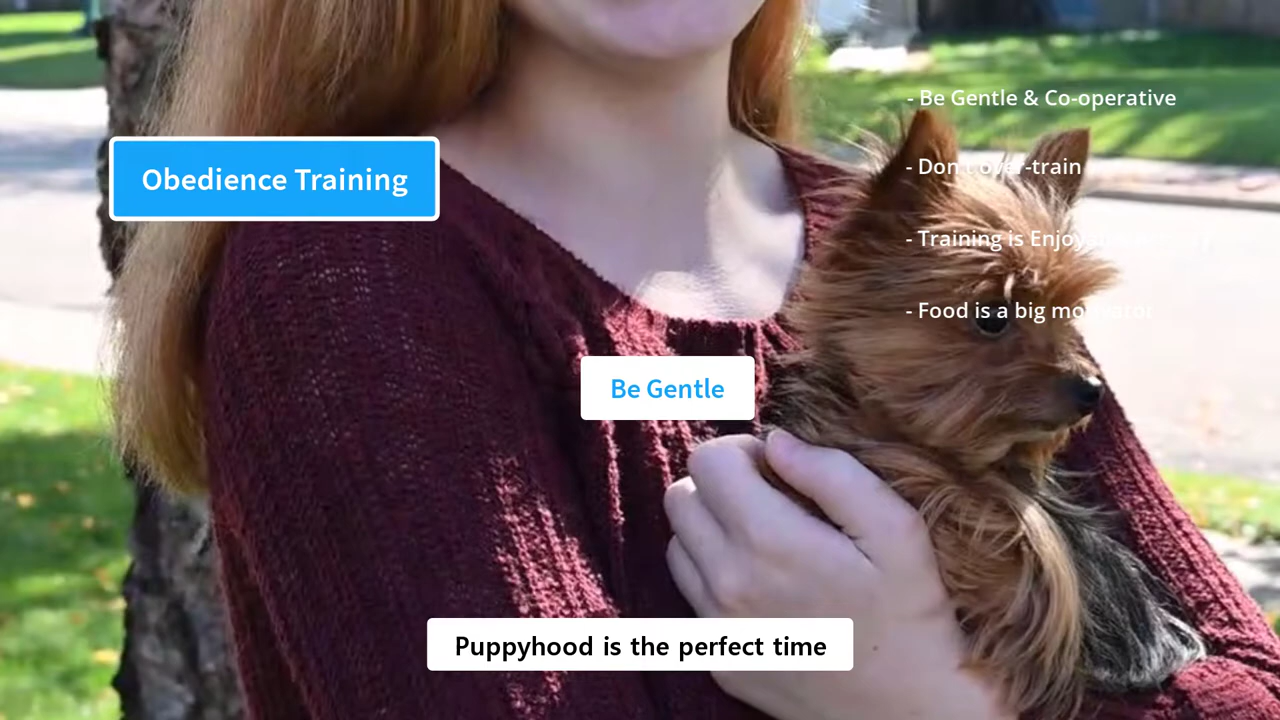 - Be Gentle & Co-operative
- Don't over-train
Obedience Training
- Training is
- Food is a big motivator
Be Gentle
Puppyhood is the perfect time